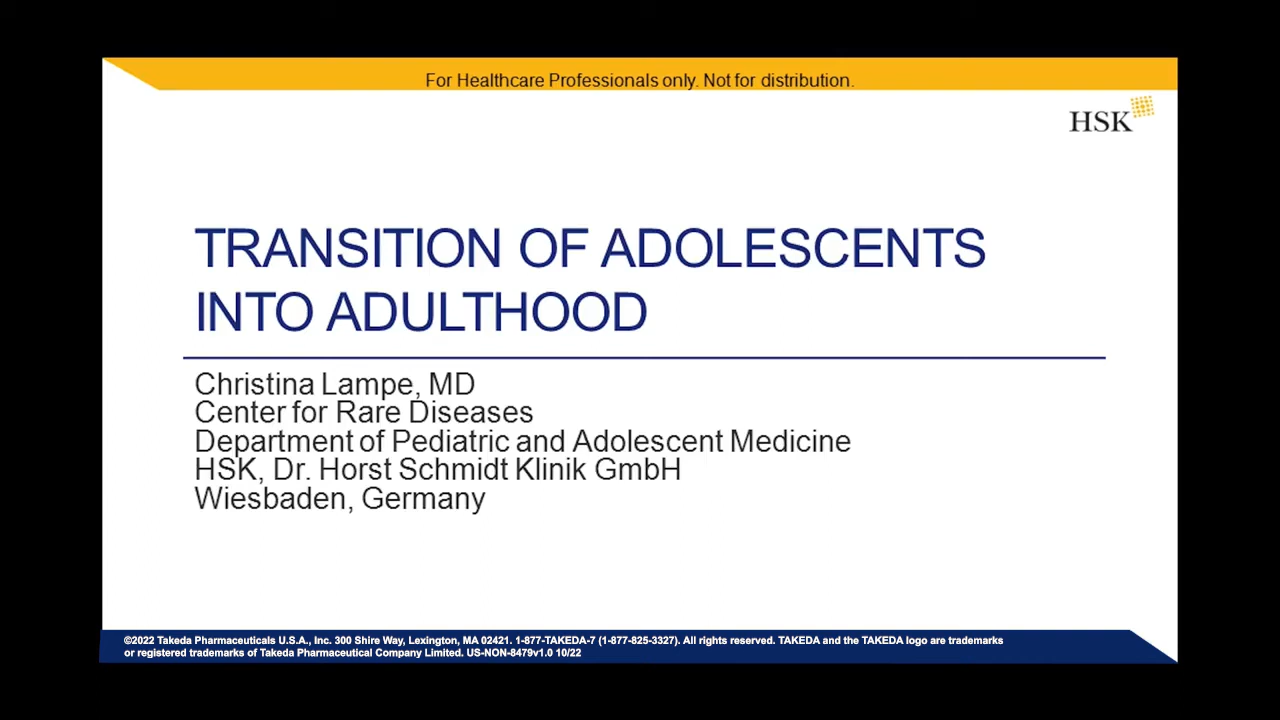 For Healthcare Professionals only. Not for distribution.
HSK
TRANSITION OF ADOLESCENTS
INTO ADULTHOOD
Christina Lampe, MD
Center for Rare Diseases
Department of Pediatric and Adolescent Medicine
HSK, Dr. Horst Schmidt Klinik GmbH
Wiesbaden, Germany
©2022 Takeda Pharmaceuticals U.S.A., Inc. 300 Shire Way, Lexington, MA 02421. 1-877-TAKEDA-7 (1-877-825-3327). All rights reserved. TAKEDA and the TAKEDA logo are trademarks
or registered trademarks of Takeda Pharmaceutical Company Limited. US-NON-8479v1.0 10/22